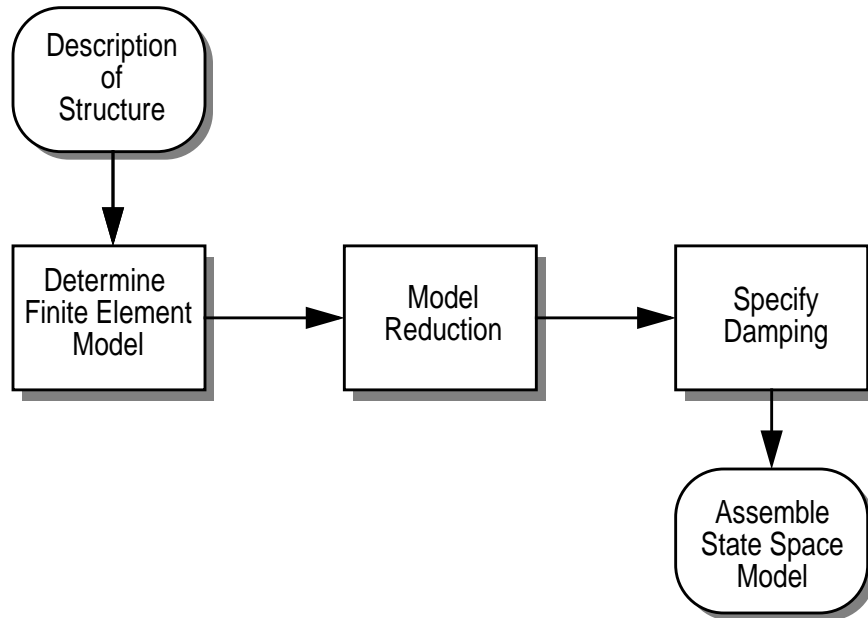 Description
of
Structure
Determine
Finite Element
Model
Model
Reduction
Specify
Damping
Assemble
State Space
Model